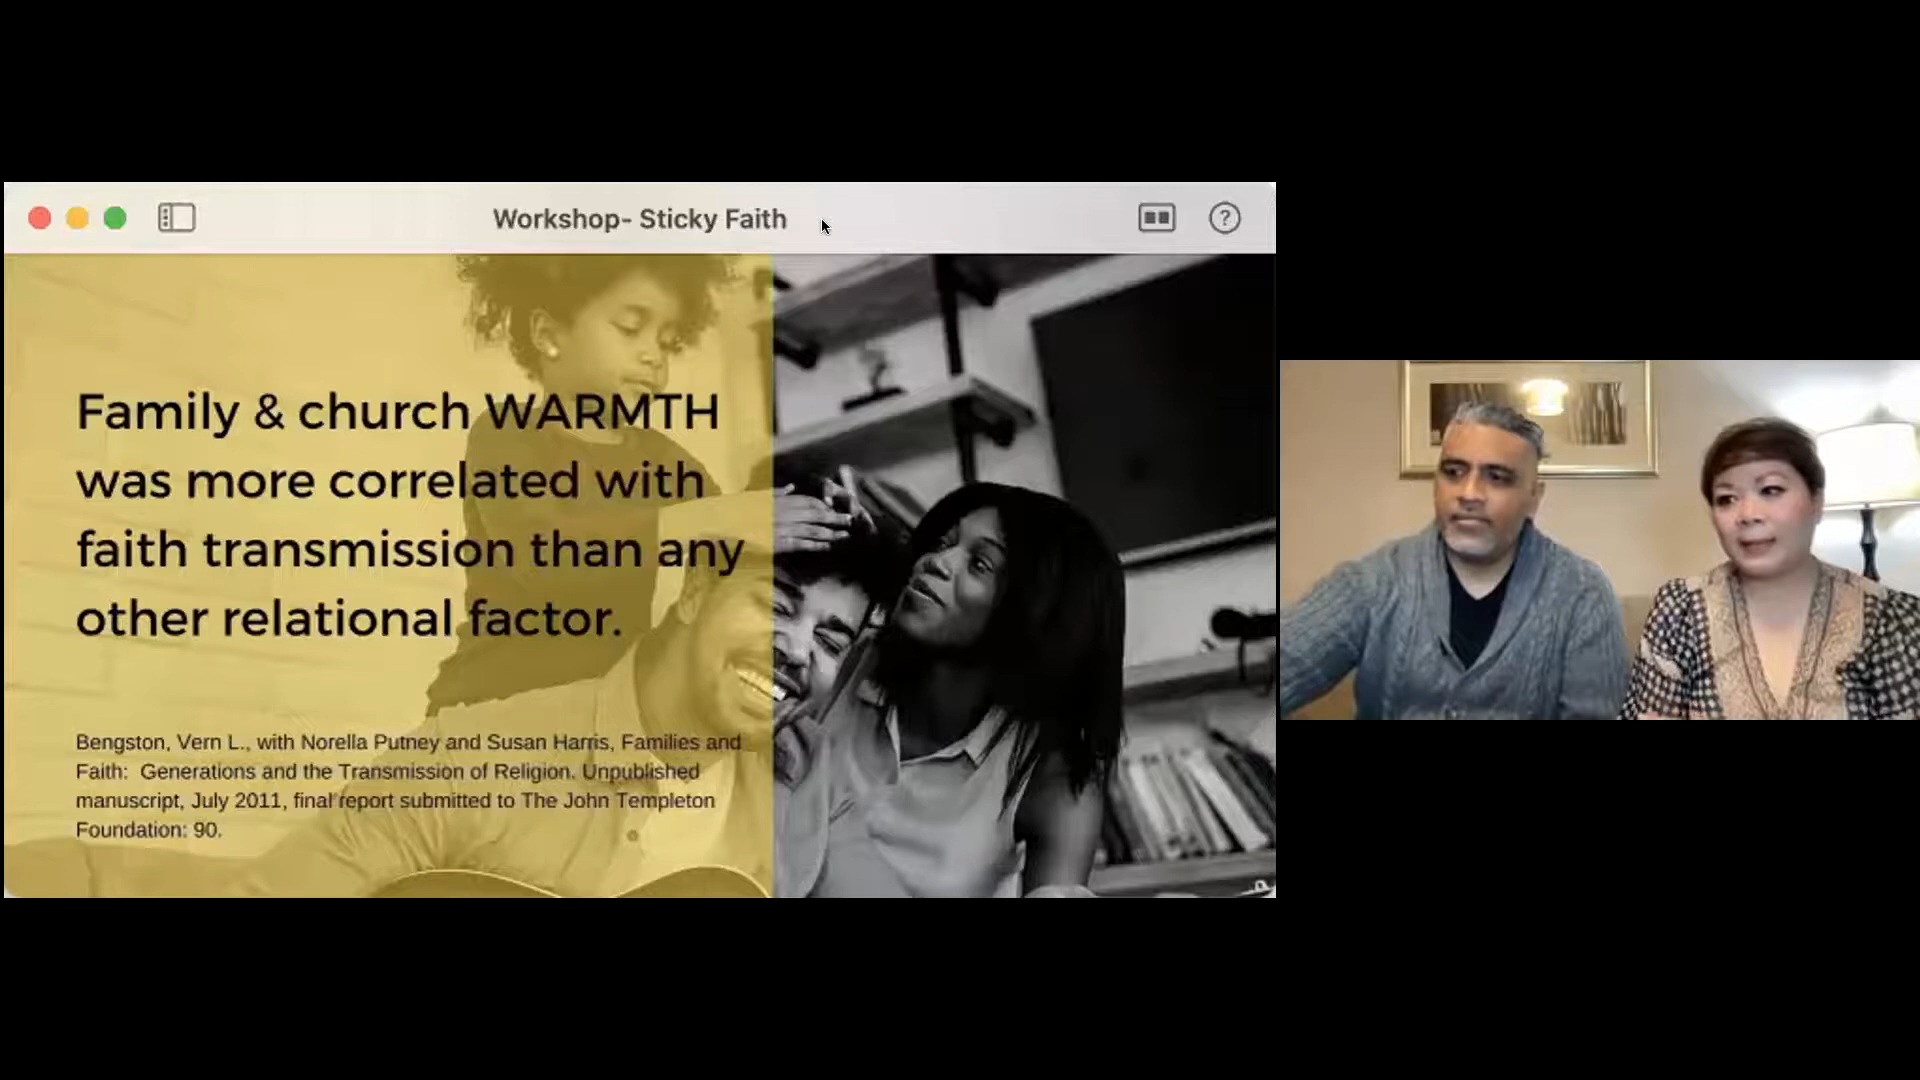 Workshop- Sticky Faith
?
Family & church WARMTH
was more correlated with
faith transmission than any
other relational factor.
Bengston, Vern L., with Norella Putney and Susan Harris, Families and
Faith:  Generations and the Transmission of Religion. Unpublished
manuscript, July 2011, final report submitted to The John Templeton
Foundation: 90.